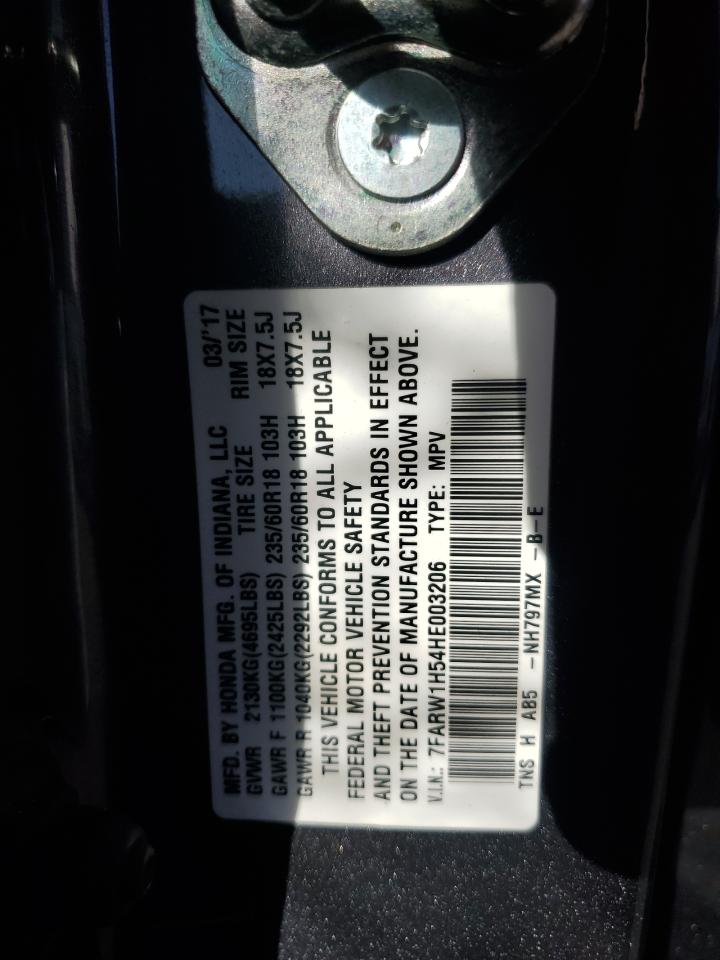 MFD. BY HONDA MFG. OF INDIANA, LLC 03/'17
GVWR 2130KG(4695LBS) TIRE SIZE RIM SIZE
GAWR F 1100KG(2425LBS) 235/60R18 103H 18X7.5J
GAWR R 1040KG(2292LBS) 235/60R18 103H 18X7.5J
THIS VEHICLE CONFORMS TO ALL APPLICABLE
FEDERAL MOTOR VEHICLE SAFETY
AND THEFT PREVENTION STANDARDS IN EFFECT
ON THE DATE OF MANUFACTURE SHOWN ABOVE.
V.I.N.: 7FARW1H54HE003206 TYPE: MPV
TNS H A85 -NH797MX -B-E